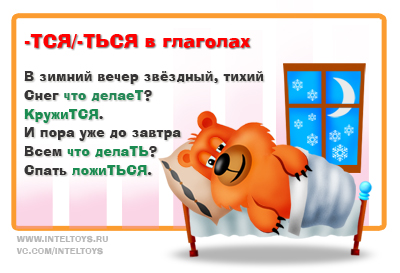 -ТСЯ/-ТЬСЯ в глаголах
В зимний вечер звёздный, тихий
Снег что делаеТ?
КружиТСЯ.
И пора уже до завтра
Всем что делаТЬ?
Спать ложиТЬСЯ.
WWW.INTELTOYS.RU
VC.COM/INTELTOYS